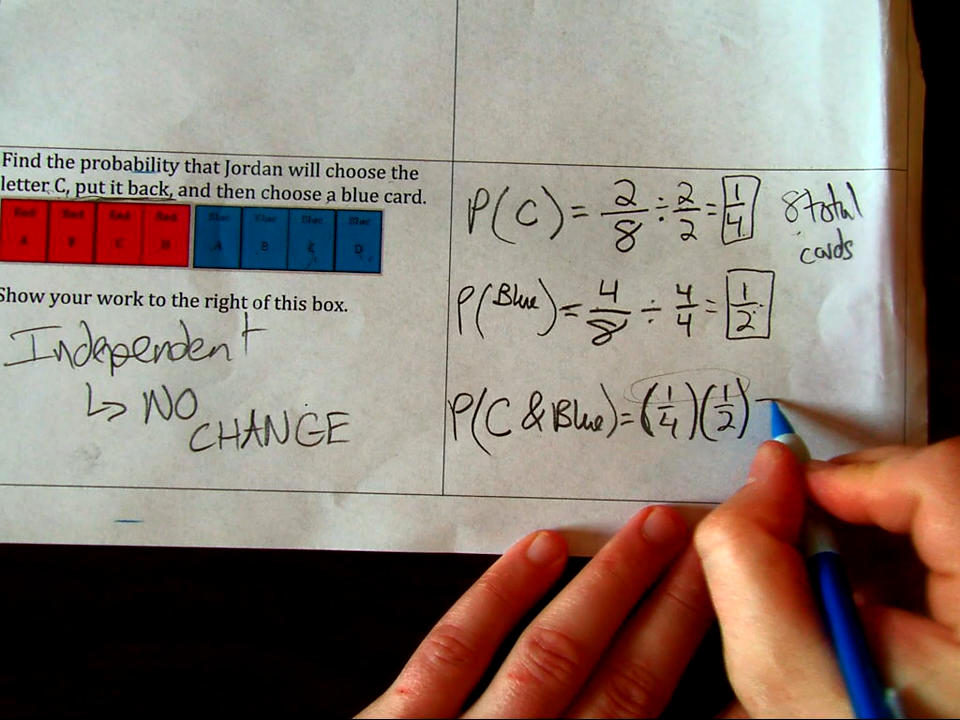 Find the probability that Jordan will choose the
letter C, put it back, and then choose a blue card.
Red Red Red Red Blue Blue Blue Blue
A B C D A B C D
Show your work to the right of this box.
Independent
↳ NO
CHANGE
P(C) = 2/8 ÷ 2/2 = 1/4
8 total
cards
P(Blue) = 4/8 ÷ 4/4 = 1/2
P(C & Blue) = (1/4)(1/2)